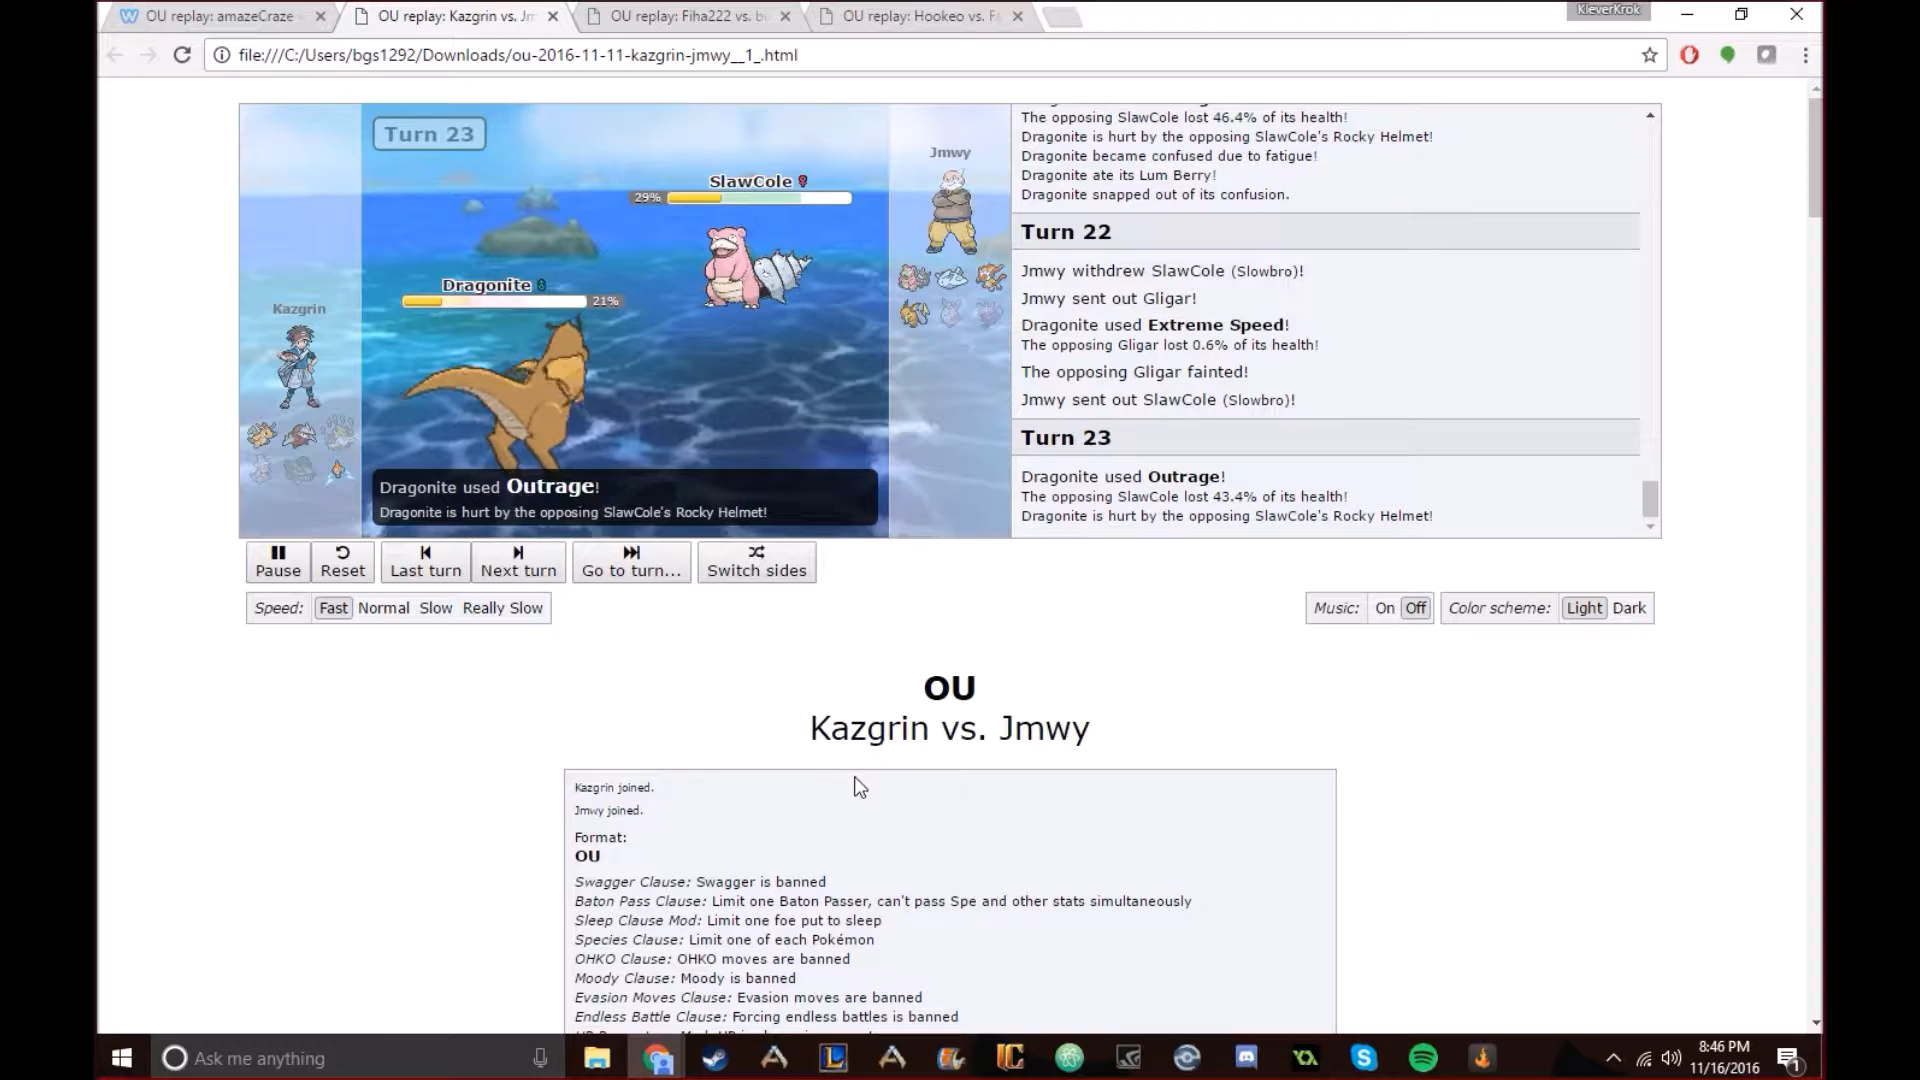 KleverKrok
OU replay: amazeCraze
OU replay: Kazgrin vs. Jm
OU replay: Fiha222 vs. b
OU replay: Hookeo vs. F
file:///C:/Users/bgs1292/Downloads/ou-2016-11-11-kazgrin-jmwy__1_.html
Turn 23
Jmwy
SlawCole
29%
Dragonite
21%
Kazgrin
Dragonite used Outrage!
Dragonite is hurt by the opposing SlawCole's Rocky Helmet!
The opposing SlawCole lost 46.4% of its health!
Dragonite is hurt by the opposing SlawCole's Rocky Helmet!
Dragonite became confused due to fatigue!
Dragonite ate its Lum Berry!
Dragonite snapped out of its confusion.
Turn 22
Jmwy withdrew SlawCole (Slowbro)!
Jmwy sent out Gligar!
Dragonite used Extreme Speed!
The opposing Gligar lost 0.6% of its health!
The opposing Gligar fainted!
Jmwy sent out SlawCole (Slowbro)!
Turn 23
Dragonite used Outrage!
The opposing SlawCole lost 43.4% of its health!
Dragonite is hurt by the opposing SlawCole's Rocky Helmet!
Pause Reset Last turn Next turn Go to turn... Switch sides
Speed: Fast Normal Slow Really Slow
Music: On Off Color scheme: Light Dark
OU
Kazgrin vs. Jmwy
Kazgrin joined.
Jmwy joined.
Format:
OU
Swagger Clause: Swagger is banned
Baton Pass Clause: Limit one Baton Passer, can't pass Spe and other stats simultaneously
Sleep Clause Mod: Limit one foe put to sleep
Species Clause: Limit one of each Pokémon
OHKO Clause: OHKO moves are banned
Moody Clause: Moody is banned
Evasion Moves Clause: Evasion moves are banned
Endless Battle Clause: Forcing endless battles is banned
Ask me anything
8:46 PM
11/16/2016
1